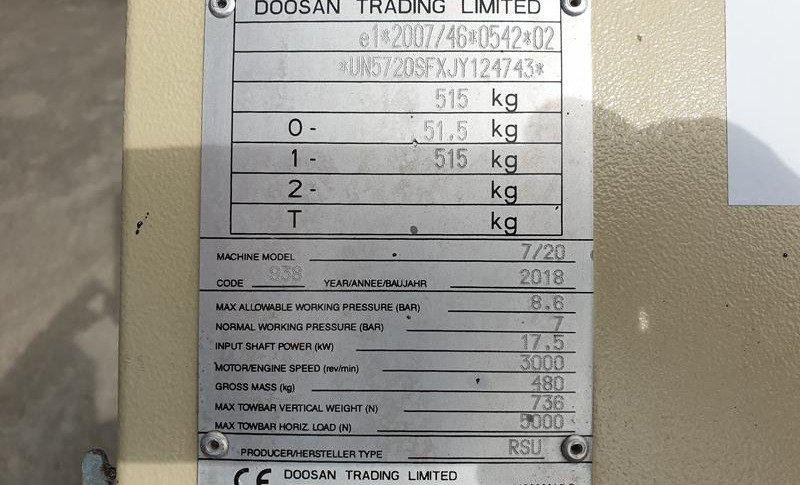 DOOSAN TRADING LIMITED
e1*2007/46*0542*02
*UN5720SFXJY124743*
515 kg
0- 51.5 kg
1- 515 kg
2- kg
T kg
MACHINE MODEL 7/20
CODE 938 YEAR/ANNEE/BAUJAHR 2018
MAX ALLOWABLE WORKING PRESSURE (BAR) 8.6
NORMAL WORKING PRESSURE (BAR) 7
INPUT SHAFT POWER (kW) 17.5
MOTOR/ENGINE SPEED (rev/min) 3000
GROSS MASS (kg) 480
MAX TOWBAR VERTICAL WEIGHT (N) 736
MAX TOWBAR HORIZ. LOAD (N) 5000
PRODUCER/HERSTELLER TYPE RSU
CE DOOSAN TRADING LIMITED